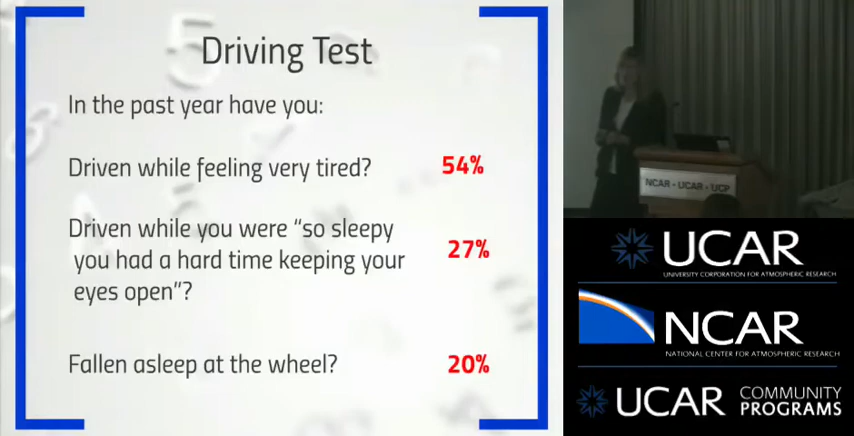 Driving Test
In the past year have you:
Driven while feeling very tired? 54%
Driven while you were “so sleepy
you had a hard time keeping your
eyes open”?
27%
Fallen asleep at the wheel? 20%
NCAR • UCAR • UCP
UCAR
UNIVERSITY CORPORATION FOR ATMOSPHERIC RESEARCH
NCAR
NATIONAL CENTER FOR ATMOSPHERIC RESEARCH
UCAR COMMUNITY
PROGRAMS